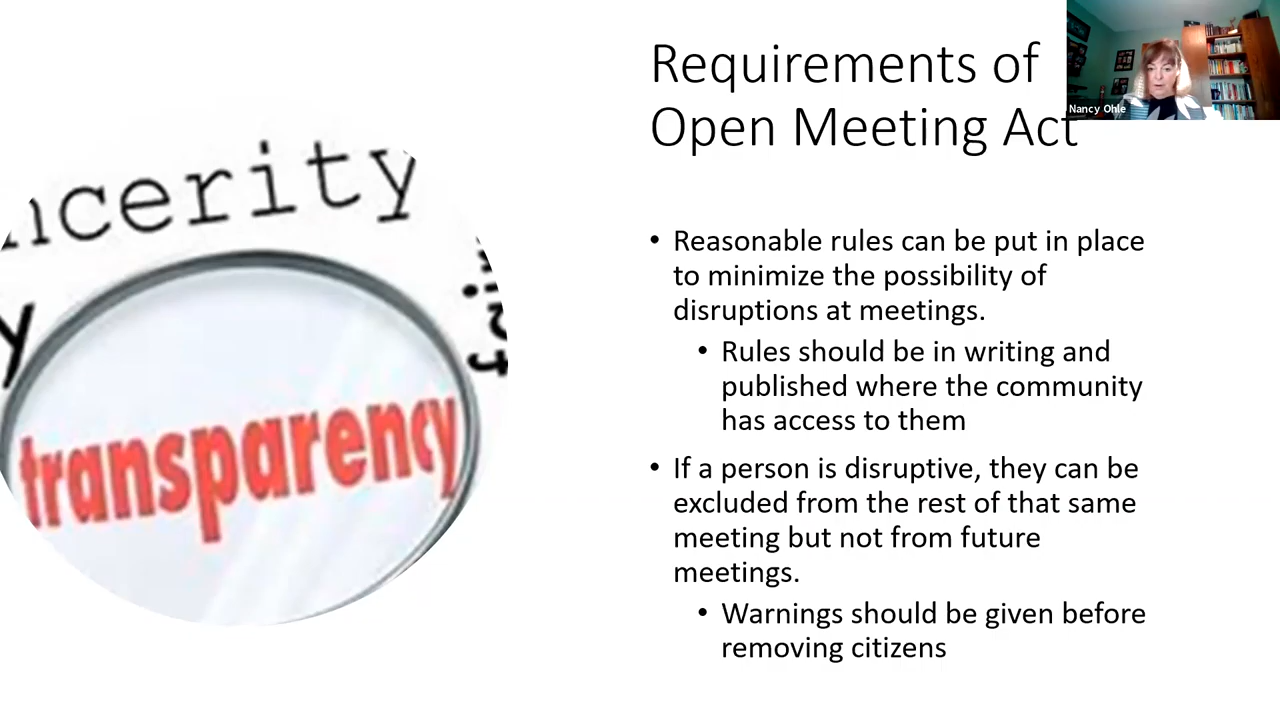 Requirements of
Open Meeting Act
Nancy Ohle
ncerity
y
transparency
• Reasonable rules can be put in place
to minimize the possibility of
disruptions at meetings.
• Rules should be in writing and
published where the community
has access to them
• If a person is disruptive, they can be
excluded from the rest of that same
meeting but not from future
meetings.
• Warnings should be given before
removing citizens